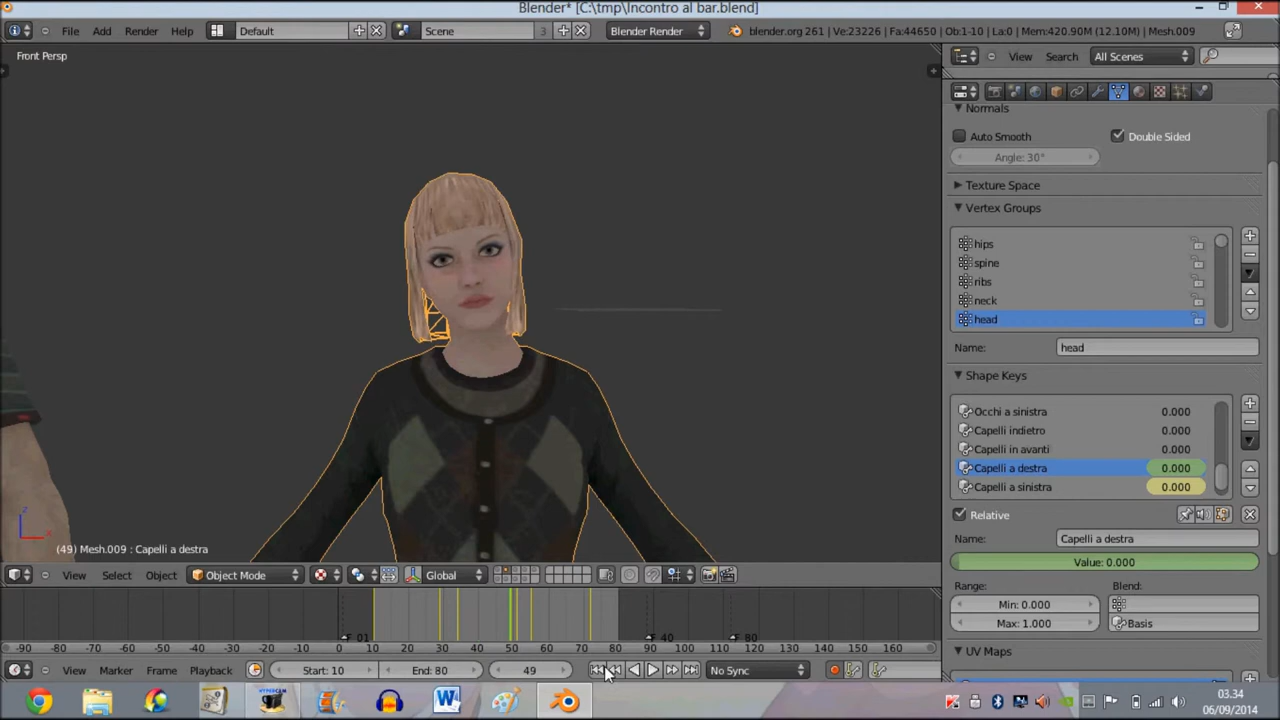 Blender* [C:\tmp\Incontro al bar.blend]
File Add Render Help Default Scene 3 Blender Render blender.org 261 | Ve:23226 | Fa:44650 | Ob:1-10 | La:0 | Mem:420.90M (12.10M) | Mesh.009
Front Persp
View Search All Scenes
Normals
Auto Smooth Double Sided
Angle: 30°
Texture Space
Vertex Groups
hips
spine
ribs
neck
head
Name: head
Shape Keys
Occhi a sinistra 0.000
Capelli indietro 0.000
Capelli in avanti 0.000
Capelli a destra 0.000
Capelli a sinistra 0.000
Relative
Name: Capelli a destra
Value: 0.000
Range: Blend:
Min: 0.000
Max: 1.000 Basis
UV Maps
z
x
(49) Mesh.009 : Capelli a destra
View Select Object Object Mode Global
F_01 F_40 F_80
-90 -80 -70 -60 -50 -40 -30 -20 -10 0 10 20 30 40 50 60 70 80 90 100 110 120 130 140 150 160
View Marker Frame Playback Start: 10 End: 80 49 No Sync
HYPERCAM
W
03.34
06/09/2014